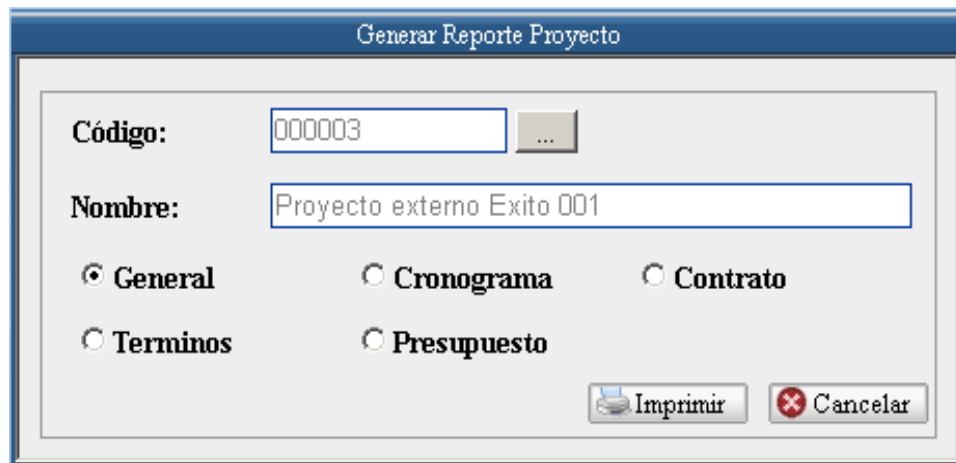 Generar Reporte Proyecto
Código: 000003 ...
Nombre: Proyecto externo Exito 001
General Cronograma Contrato
Terminos Presupuesto
Imprimir Cancelar